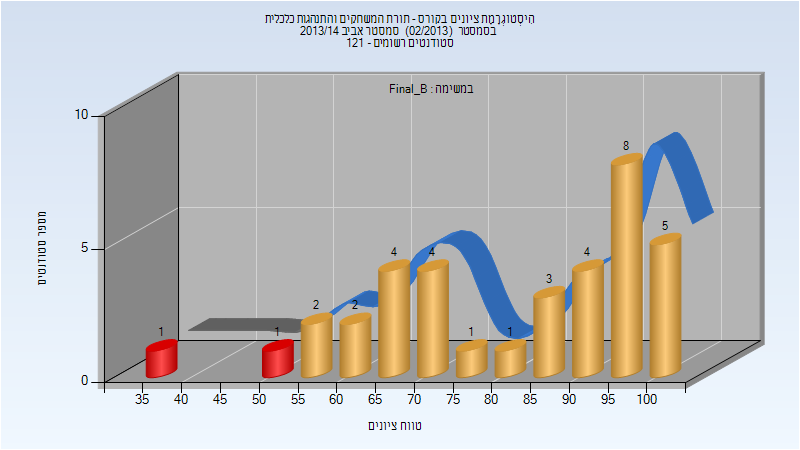 הִיסְטוֹגְרָמַת ציונים בקורס - תורת המשחקים והתנהגות כלכלית
בסמסטר (02/2013) סמסטר אביב 2013/14
סטודנטים רשומים - 121
במשימה : Final_B
10
5
0
מספר סטודנטים
1 1 2 2 4 4 1 1 3 4 8 5
35 40 45 50 55 60 65 70 75 80 85 90 95 100
טווח ציונים